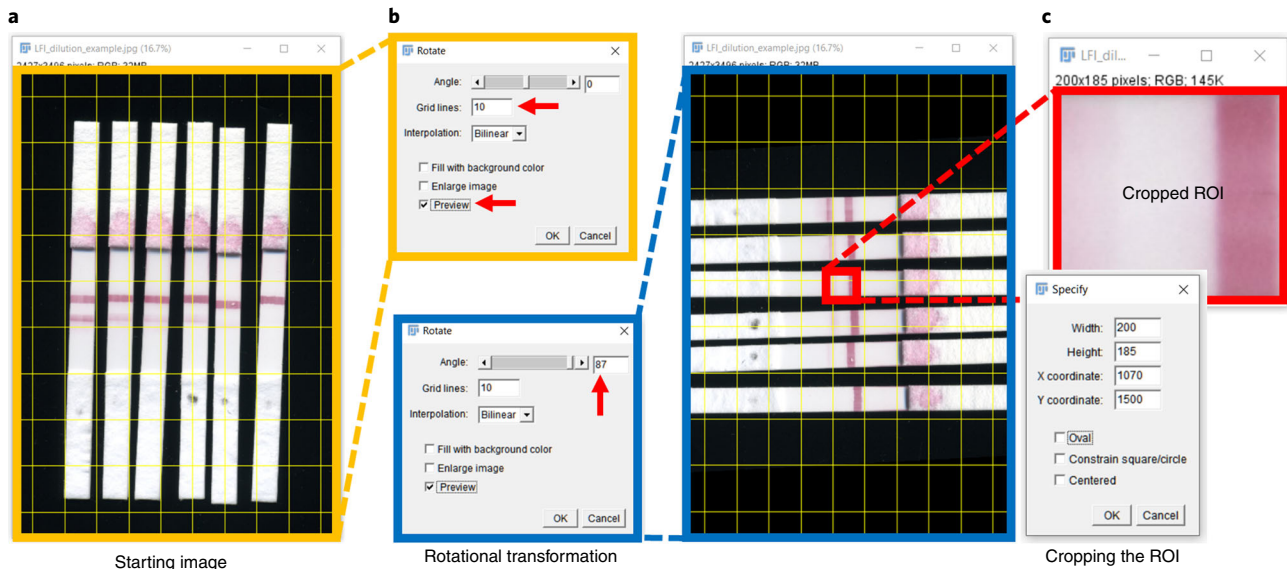 a
LFI_dilution_example.jpg (16.7%)
2427x3496 pixels; RGB; 32MB
Starting image
b
Rotate
Angle: 0
Grid lines: 10
Interpolation: Bilinear
Fill with background color
Enlarge image
Preview
OK Cancel
Rotate
Angle: 87
Grid lines: 10
Interpolation: Bilinear
Fill with background color
Enlarge image
Preview
OK Cancel
Rotational transformation
LFI_dilution_example.jpg (16.7%)
2427x3496 pixels; RGB; 32MB
c
LFI_dil...
200x185 pixels; RGB; 145K
Cropped ROI
Specify
Width: 200
Height: 185
X coordinate: 1070
Y coordinate: 1500
Oval
Constrain square/circle
Centered
OK Cancel
Cropping the ROI